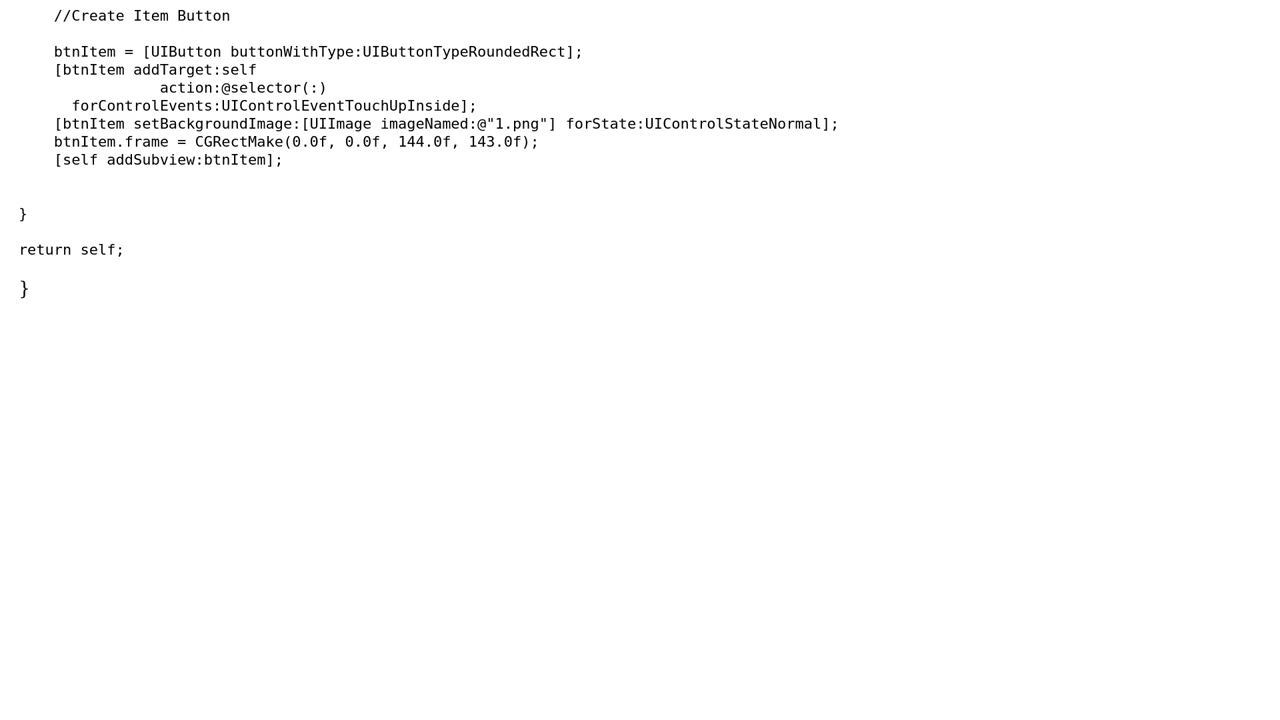 //Create Item Button
btnItem = [UIButton buttonWithType:UIButtonTypeRoundedRect];
[btnItem addTarget:self
action:@selector(:)
forControlEvents:UIControlEventTouchUpInside];
[btnItem setBackgroundImage:[UIImage imageNamed:@"1.png"] forState:UIControlStateNormal];
btnItem.frame = CGRectMake(0.0f, 0.0f, 144.0f, 143.0f);
[self addSubview:btnItem];
}
return self;
}